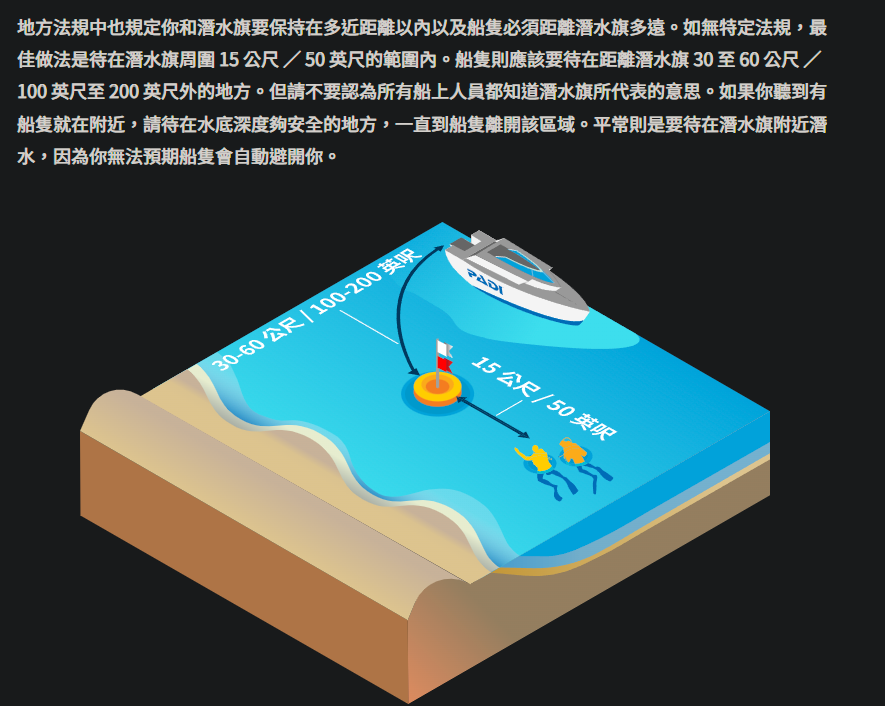 地方法規中也規定你和潛水旗要保持在多近距離以內以及船隻必須距離潛水旗多遠。如無特定法規，最
佳做法是待在潛水旗周圍 15 公尺 ／ 50 英尺的範圍內。船隻則應該要待在距離潛水旗 30 至 60 公尺 ／
100 英尺至 200 英尺外的地方。但請不要認為所有船上人員都知道潛水旗所代表的意思。如果你聽到有
船隻就在附近，請待在水底深度夠安全的地方，一直到船隻離開該區域。平常則是要待在潛水旗附近潛
水，因為你無法預期船隻會自動避開你。
PADI
30-60 公尺 | 100-200 英呎
15 公尺 / 50 英呎